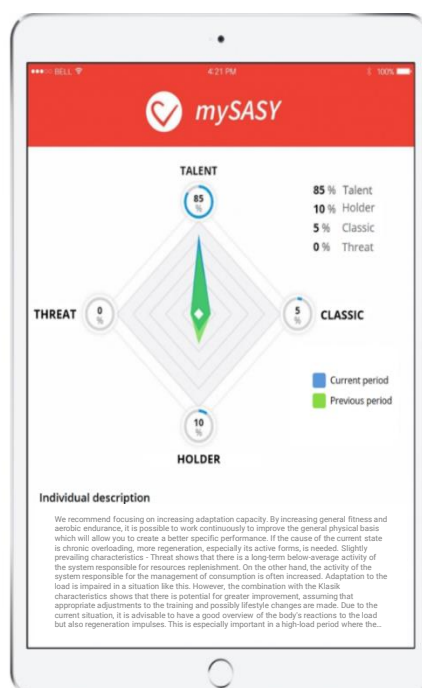 BELL
4:21 PM
100%
mySASY
TALENT
85
%
85 % Talent
10 % Holder
5 % Classic
0 % Threat
THREAT
0
%
5
%
CLASSIC
Current period
Previous period
10
%
HOLDER
Individual description
We recommend focusing on increasing adaptation capacity. By increasing general fitness and
aerobic endurance, it is possible to work continuously to improve the general physical basis
which will allow you to create a better specific performance. If the cause of the current state
is chronic overloading, more regeneration, especially its active forms, is needed. Slightly
prevailing characteristics - Threat shows that there is a long-term below-average activity of
the system responsible for resources replenishment. On the other hand, the activity of the
system responsible for the management of consumption is often increased. Adaptation to the
load is impaired in a situation like this. However, the combination with the Klasik
characteristics shows that there is potential for greater improvement, assuming that
appropriate adjustments to the training and possibly lifestyle changes are made. Due to the
current situation, it is advisable to have a good overview of the body's reactions to the load
but also regeneration impulses. This is especially important in a high-load period where the...